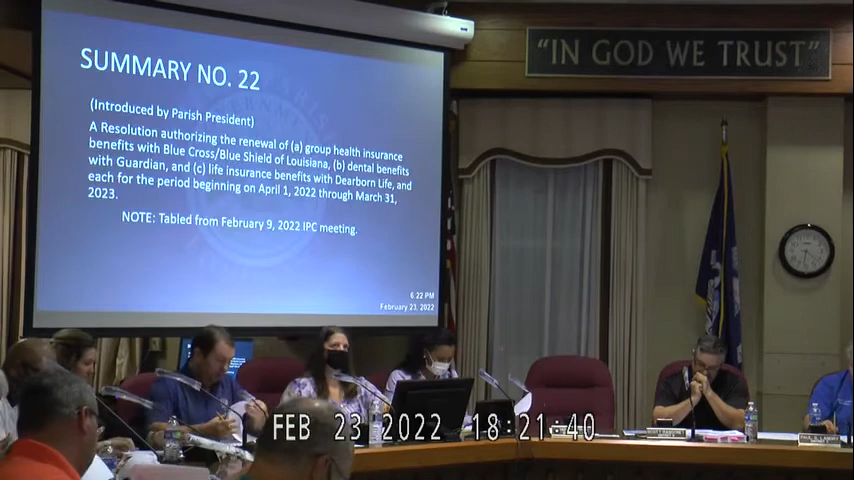 SUMMARY NO. 22
"IN GOD WE TRUST"
(Introduced by Parish President)
A Resolution authorizing the renewal of (a) group health insurance
benefits with Blue Cross/Blue Shield of Louisiana, (b) dental benefits
with Guardian, and (c) life insurance benefits with Dearborn Life, and
each for the period beginning on April 1, 2022 through March 31,
2023.
NOTE: Tabled from February 9, 2022 IPC meeting.
6:22 PM
February 23, 2022
FEB 23 2022 18:21:40